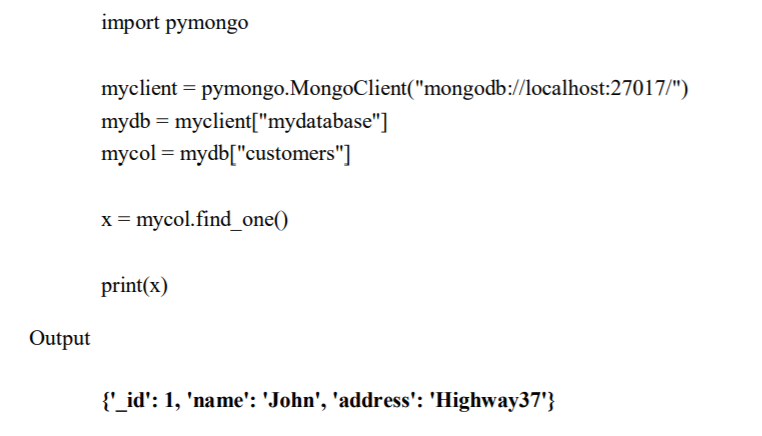 import pymongo
myclient = pymongo.MongoClient("mongodb://localhost:27017/")
mydb = myclient["mydatabase"]
mycol = mydb["customers"]
x = mycol.find_one()
print(x)
Output
{'_id': 1, 'name': 'John', 'address': 'Highway37'}